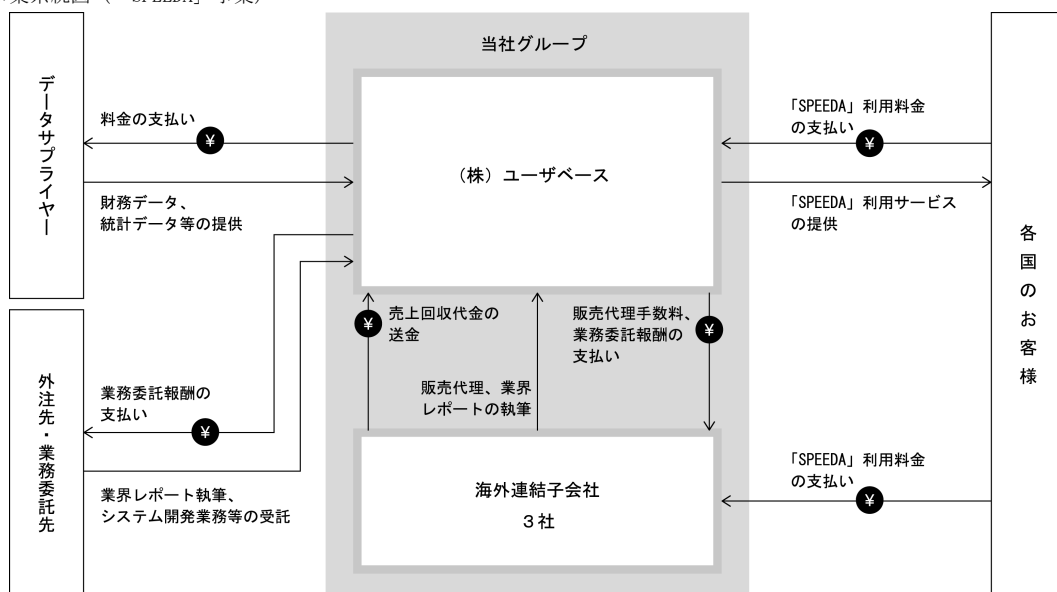 事業系統図(「SPEEDA」事業)
当社グループ
データサプライヤー
料金の支払い
¥
財務データ、
統計データ等の提供
(株)ユーザベース
「SPEEDA」利用料金
の支払い
¥
「SPEEDA」利用サービス
の提供
各国のお客様
¥
売上回収代金の
送金
販売代理手数料、
業務委託報酬の
支払い
¥
販売代理、業界
レポートの執筆
外注先・業務委託先
業務委託報酬の
支払い
¥
業界レポート執筆、
システム開発業務等の受託
海外連結子会社
3社
「SPEEDA」利用料金
の支払い
¥